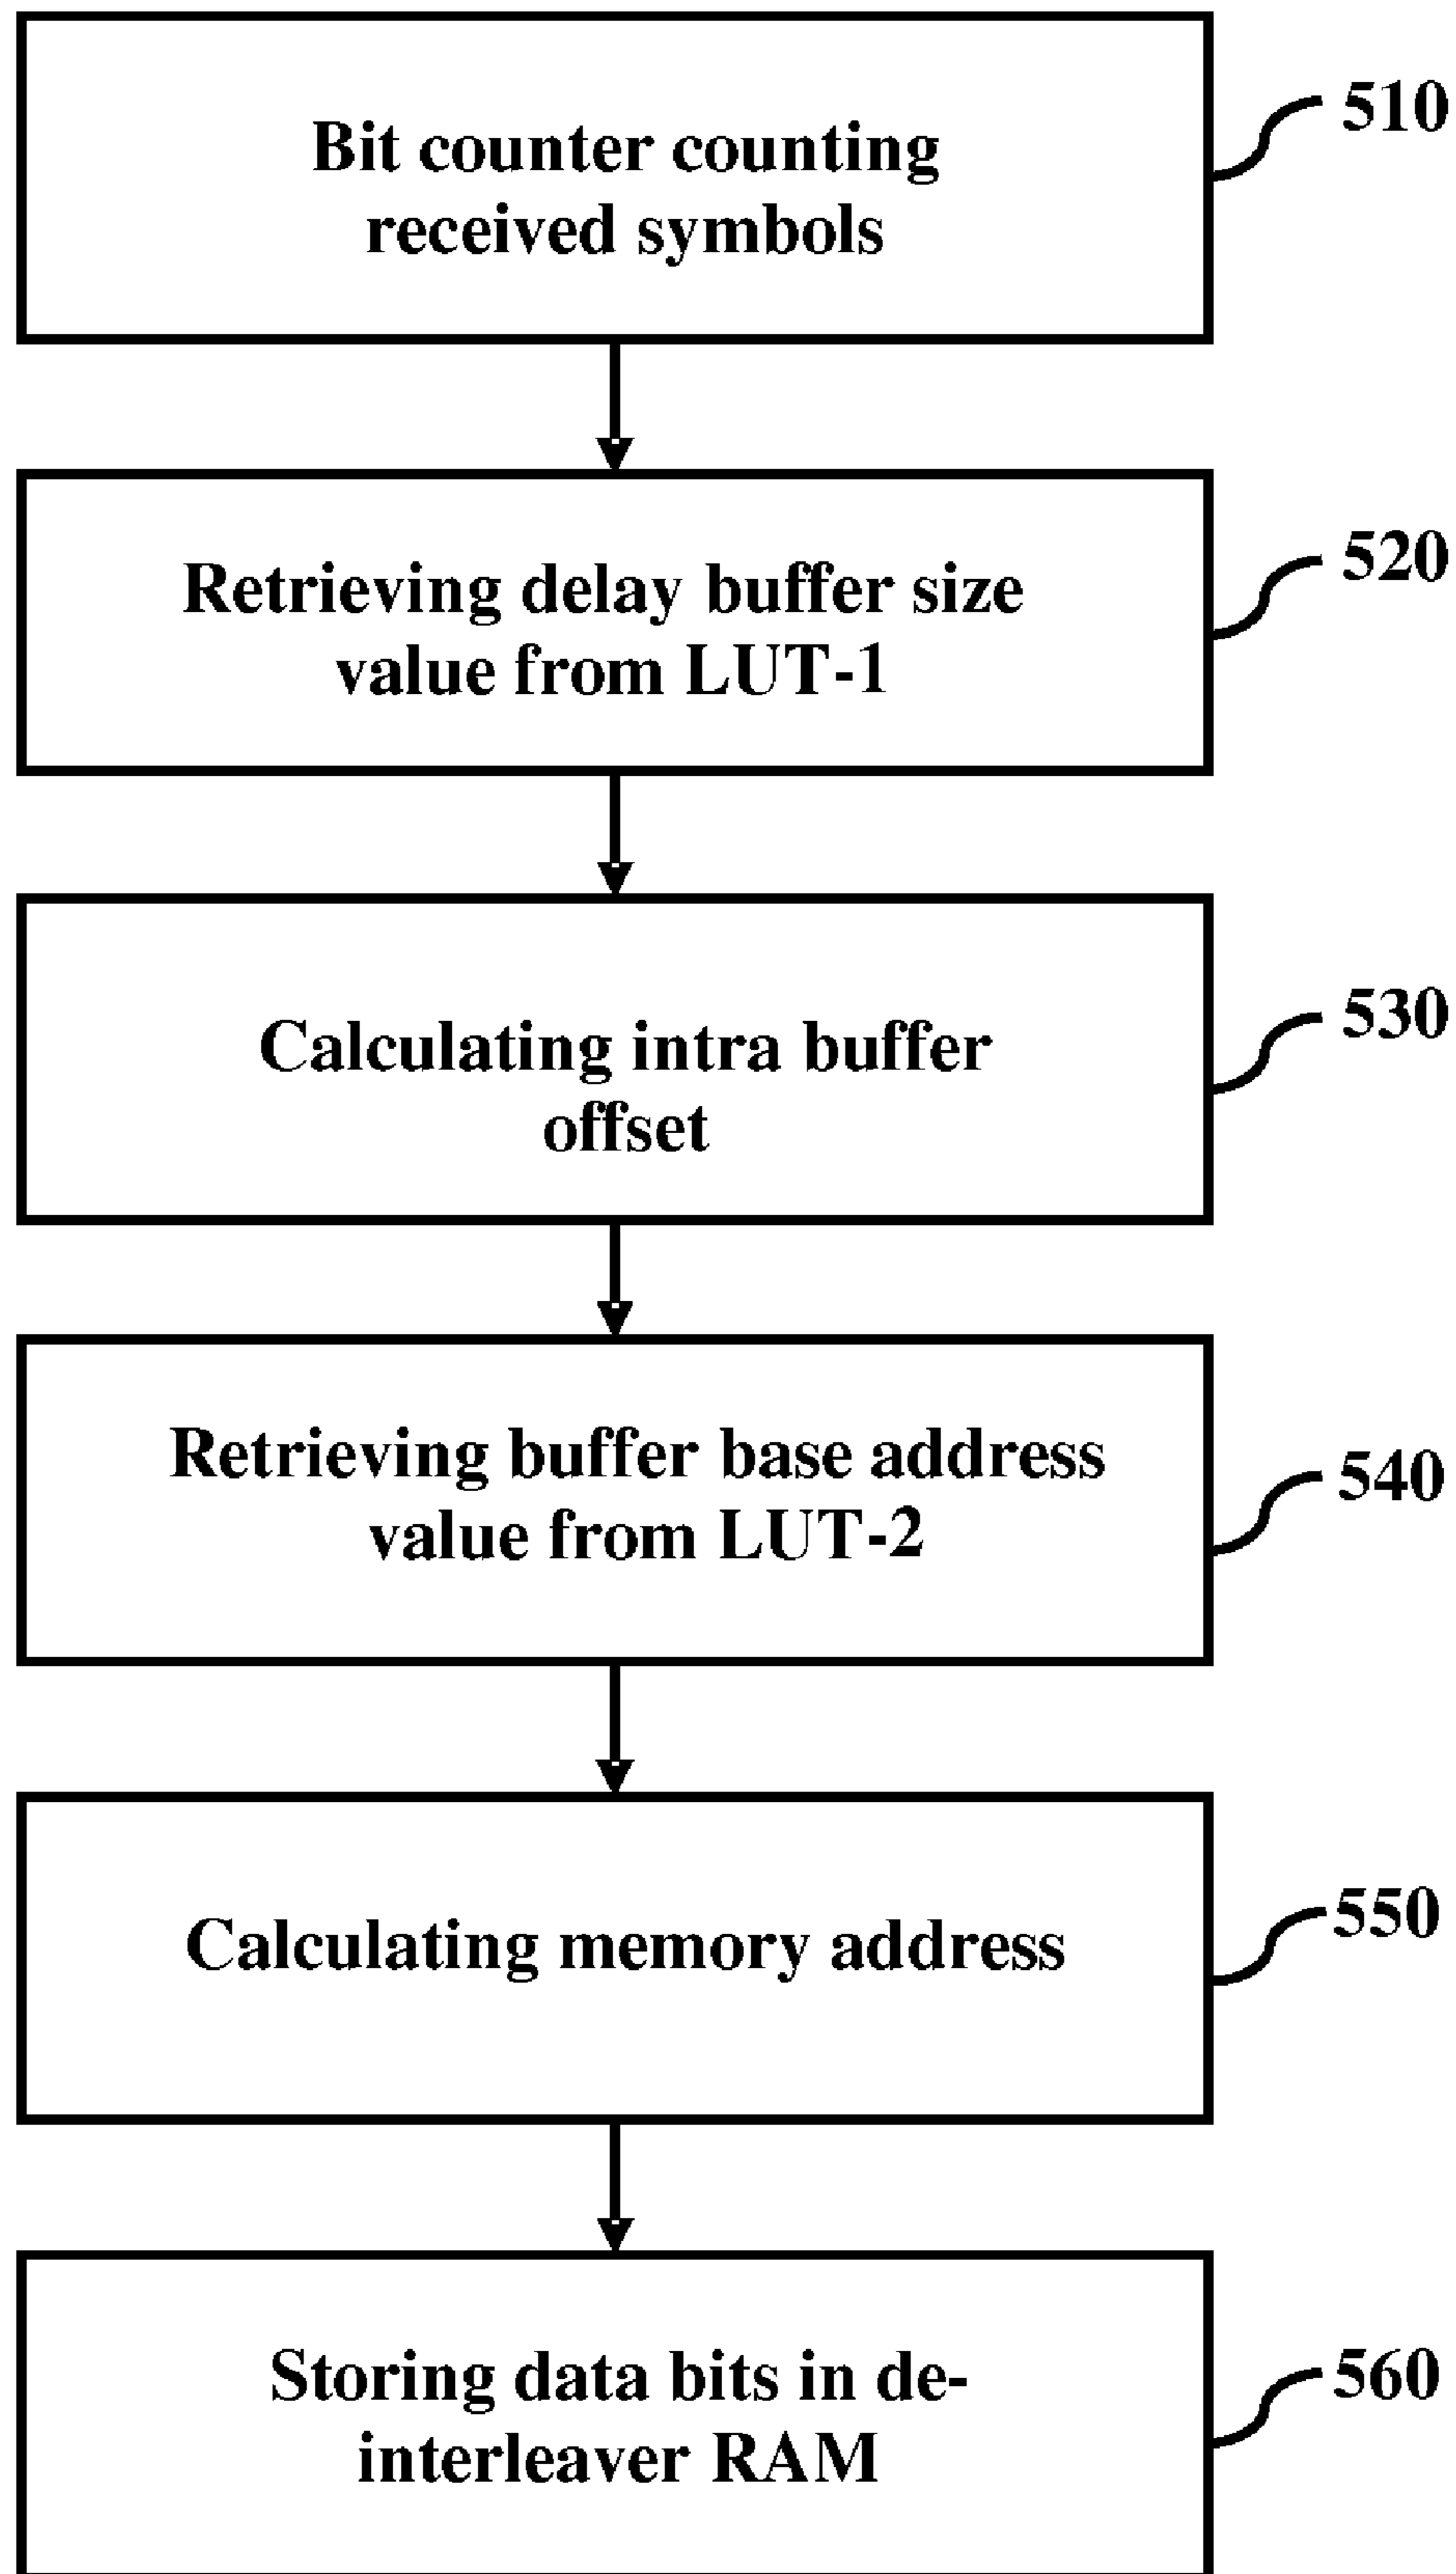 Bit counter counting
received symbols
510
Retrieving delay buffer size
value from LUT-1
520
Calculating intra buffer
offset
530
Retrieving buffer base address
value from LUT-2
540
Calculating memory address
550
Storing data bits in de-
interleaver RAM
560